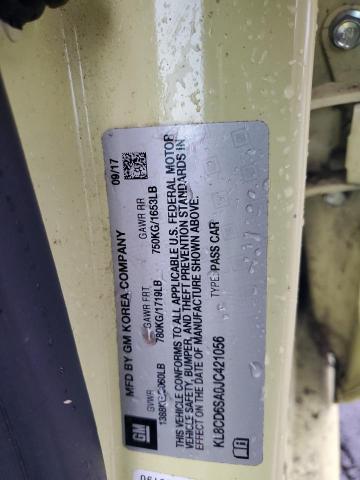 MFD BY GM KOREA COMPANY 09/17
GVWR GAWR FRT GAWR RR
1388KG/3060LB 780KG/1719LB 750KG/1653LB
THIS VEHICLE CONFORMS TO ALL APPLICABLE U.S. FEDERAL MOTOR
VEHICLE SAFETY, BUMPER, AND THEFT PREVENTION STANDARDS IN
EFFECT ON THE DATE OF MANUFACTURE SHOWN ABOVE.
KL8CD6SA0JC421056 TYPE: PASS CAR
GM